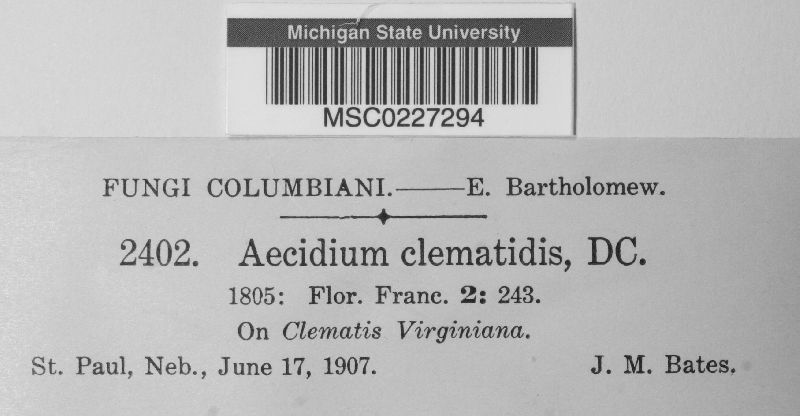 Michigan State University
MSC0227294
FUNGI COLUMBIANI.——E. Bartholomew.
2402. Aecidium clematidis, DC.
1805: Flor. Franc. 2: 243.
On Clematis Virginiana.
St. Paul, Neb., June 17, 1907. J. M. Bates.